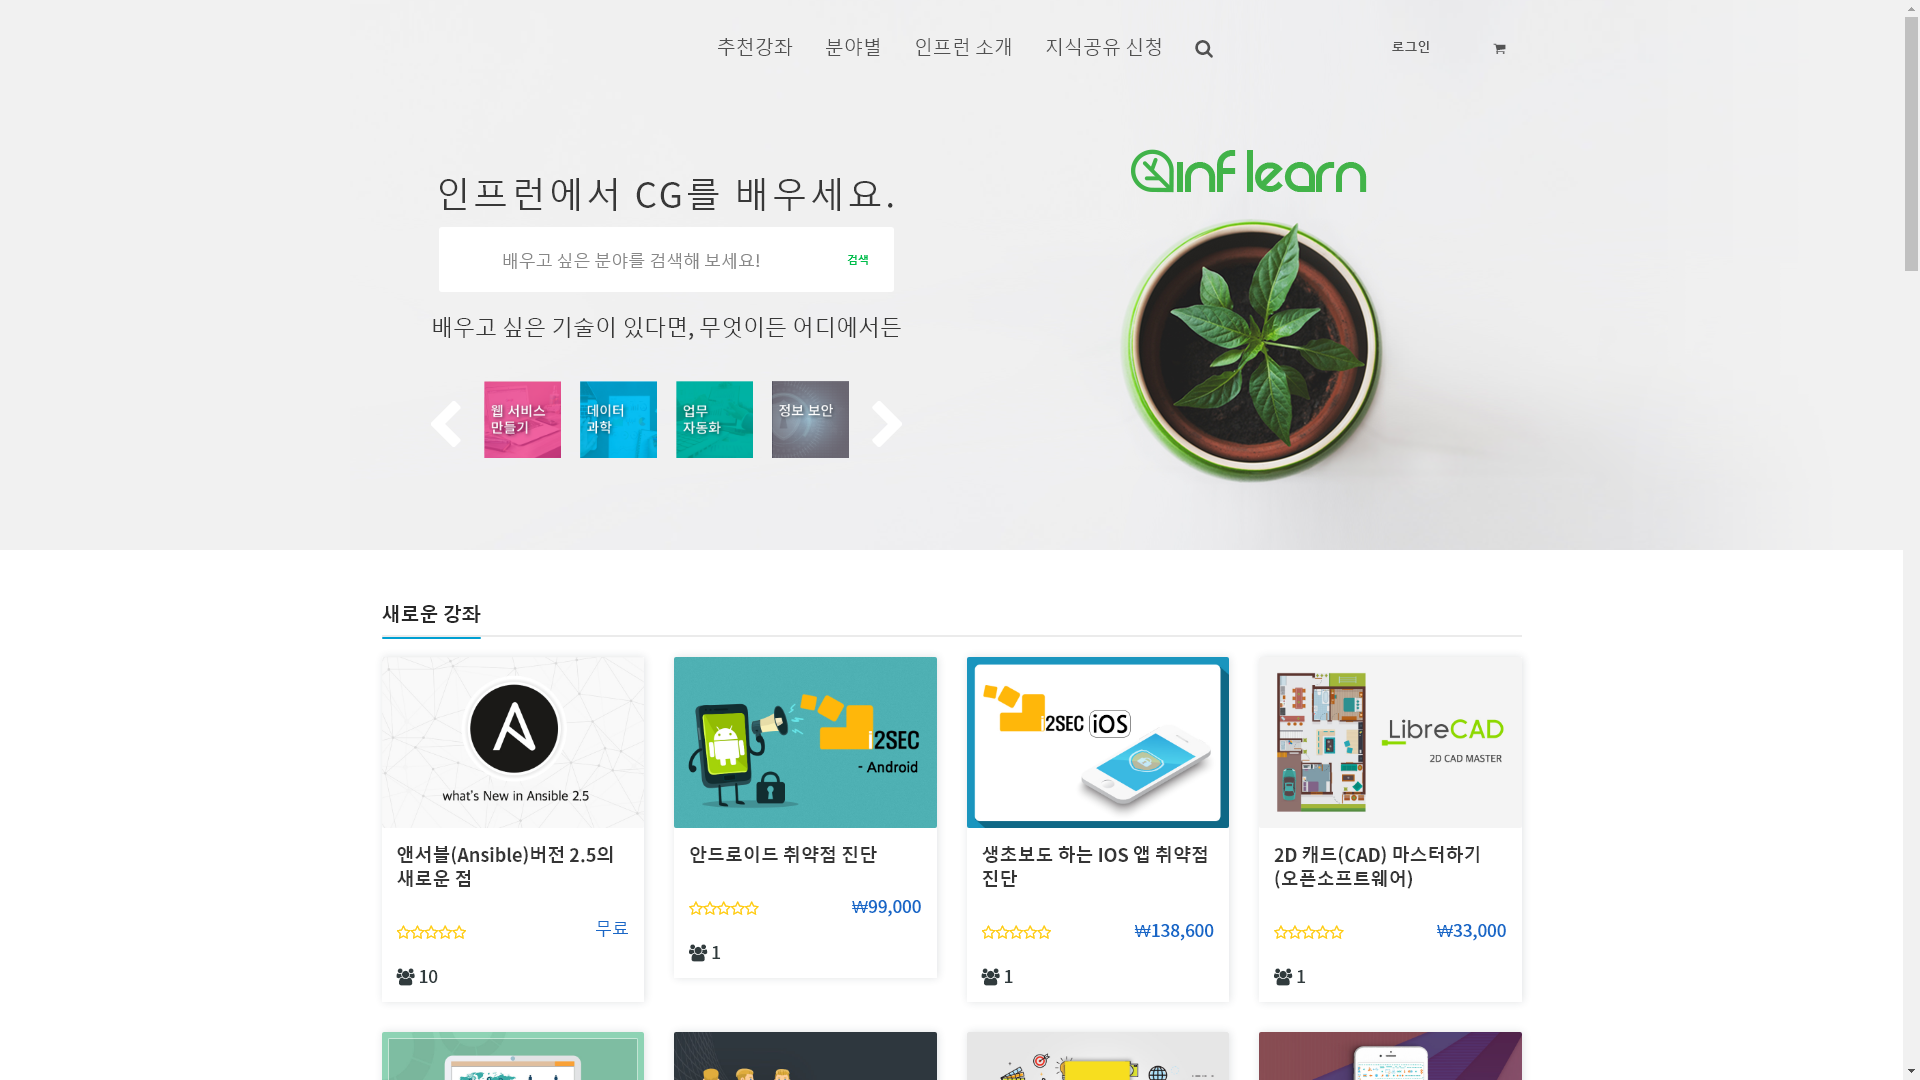 추천강좌 분야별 인프런 소개 지식공유 신청 로그인
inf learn
인프런에서 CG를 배우세요.
배우고 싶은 분야를 검색해 보세요! 검색
배우고 싶은 기술이 있다면, 무엇이든 어디에서든
웹 서비스
만들기
데이터
과학
업무
자동화
정보 보안
새로운 강좌
what's New in Ansible 2.5
i2SEC
- Android
i2SEC iOS
LibreCAD
2D CAD MASTER
앤서블(Ansible)버전 2.5의
새로운 점
무료
10
안드로이드 취약점 진단
₩99,000
1
생초보도 하는 IOS 앱 취약점
진단
₩138,600
1
2D 캐드(CAD) 마스터하기
(오픈소프트웨어)
₩33,000
1